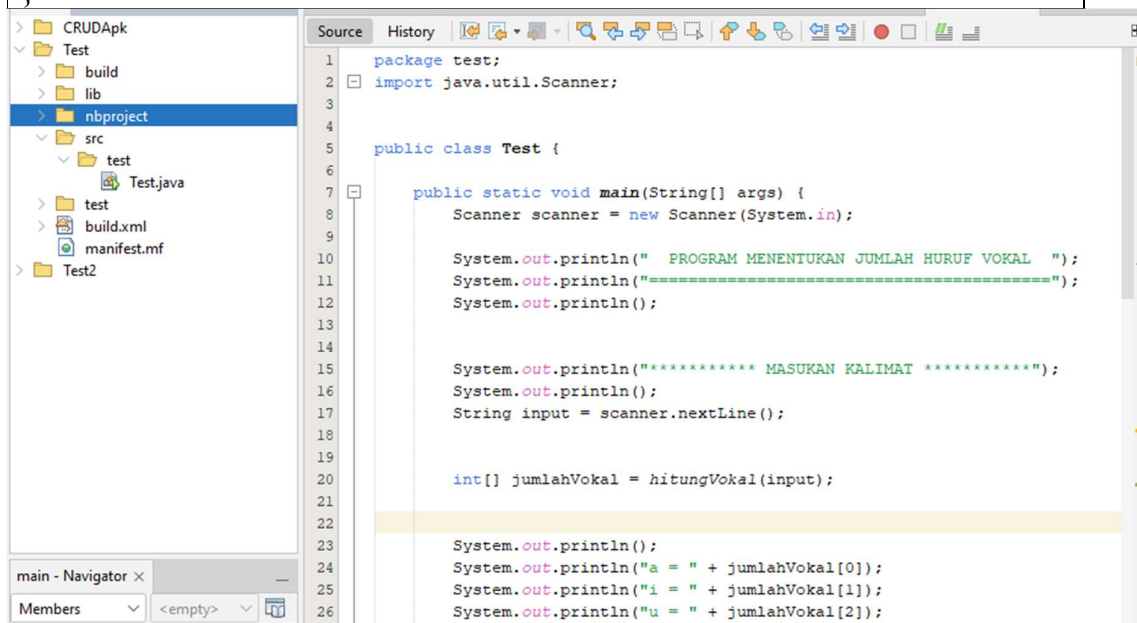 CRUDApk
Test
build
lib
nbproject
src
test
Test.java
test
build.xml
manifest.mf
Test2
main - Navigator ×
Members
<empty>
Source History
1 package test;
2 import java.util.Scanner;
3
4
5 public class Test {
6
7 public static void main(String[] args) {
8 Scanner scanner = new Scanner(System.in);
9
10 System.out.println("  PROGRAM MENENTUKAN JUMLAH HURUF VOKAL  ");
11 System.out.println("=========================================");
12 System.out.println();
13
14
15 System.out.println("*********** MASUKAN KALIMAT ***********");
16 System.out.println();
17 String input = scanner.nextLine();
18
19
20 int[] jumlahVokal = hitungVokal(input);
21
22
23 System.out.println();
24 System.out.println("a = " + jumlahVokal[0]);
25 System.out.println("i = " + jumlahVokal[1]);
26 System.out.println("u = " + jumlahVokal[2]);